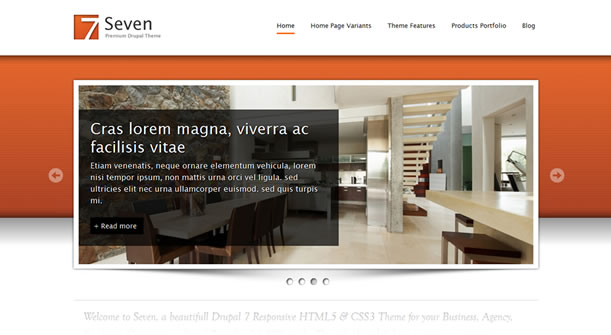 7 Seven
Premium Drupal Theme
Home Home Page Variants Theme Features Products Portfolio Blog
Cras lorem magna, viverra ac
facilisis vitae
Etiam venenatis, neque ornare elementum vehicula, lorem
nisi tempor ipsum, non mattis urna orci vel ligula. sed
ultricies elit nec urna ullamcorper euismod. sed quis turpis
mi.
+ Read more
Welcome to Seven, a beautifull Drupal 7 Responsive HTML5 & CSS3 Theme for your Business, Agency,